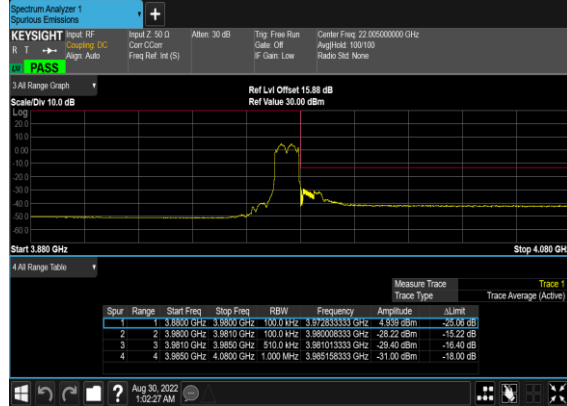 Spectrum Analyzer 1
Spurious Emissions
KEYSIGHT Input: RF Input Z: 50 Ω Atten: 30 dB Trig: Free Run Center Freq: 22.005000000 GHz
R T Coupling: DC Corr CCorr Gate: Off Avg|Hold: 100/100
Align: Auto Freq Ref: Int (S) IF Gain: Low Radio Std: None
PASS
3 All Range Graph
Ref Lvl Offset 15.88 dB
Scale/Div 10.0 dB Ref Value 30.00 dBm
Log
20.0
10.0
0.00
-10.0
-20.0
-30.0
-40.0
-50.0
-60.0
Start 3.880 GHz Stop 4.080 GHz
4 All Range Table
Measure Trace Trace 1
Trace Type Trace Average (Active)
Spur Range Start Freq Stop Freq RBW Frequency Amplitude ΔLimit
1 1 3.8800 GHz 3.9800 GHz 100.0 kHz 3.972833333 GHz 4.939 dBm -25.06 dB
2 2 3.9800 GHz 3.9810 GHz 100.0 kHz 3.980008333 GHz -28.22 dBm -15.22 dB
3 3 3.9810 GHz 3.9850 GHz 510.0 kHz 3.981013333 GHz -29.40 dBm -16.40 dB
4 4 3.9850 GHz 4.0800 GHz 1.000 MHz 3.985158333 GHz -31.00 dBm -18.00 dB
? Aug 30, 2022
1:02:27 AM